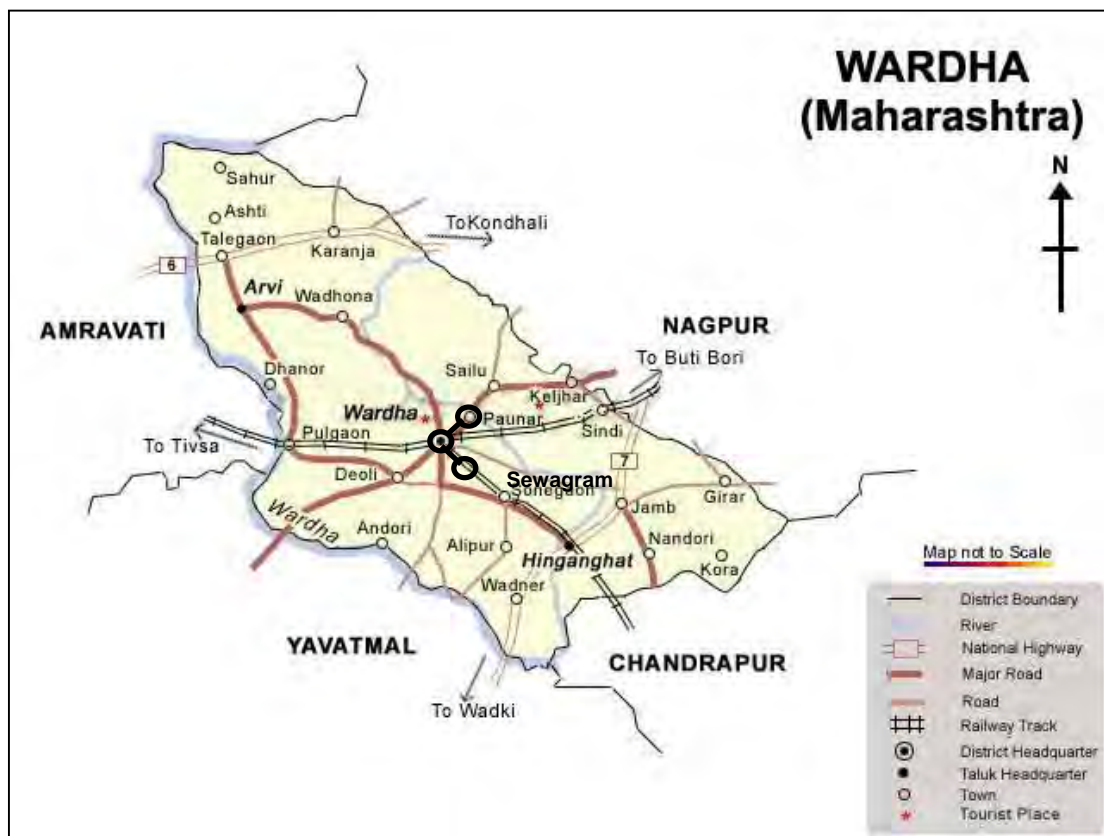 WARDHA
(Maharashtra)
N
Sahur
Ashti
Talegaon
ToKondhali
Karanja
6
Arvi
Wadhona
AMRAVATI
NAGPUR
To Buti Bori
Dhanor
Sailu
Keljhar
Wardha
Paunar
Sindi
To Tivsa
Pulgaon
7
Deoli
Sewagram
Sonegaon
Girar
Jamb
Wardha
Andori
Alipur
Nandori
Hinganghat
Kora
Wadner
Map not to Scale
YAVATMAL
CHANDRAPUR
To Wadki
District Boundary
River
National Highway
Major Road
Road
Railway Track
District Headquarter
Taluk Headquarter
Town
Tourist Place